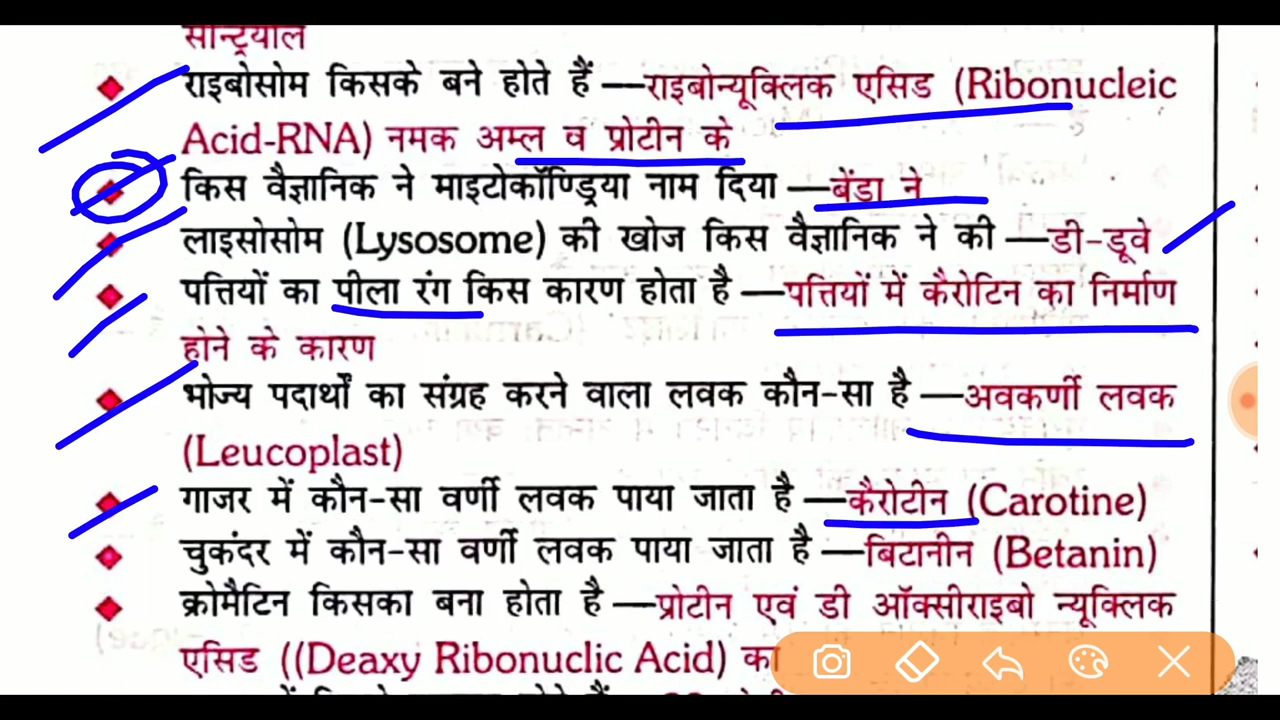 सॉन्ट्रयोल
राइबोसोम किसके बने होते हैं —राइबोन्यूक्लिक एसिड (Ribonucleic
Acid-RNA) नमक अम्ल व प्रोटीन के
किस वैज्ञानिक ने माइटोकॉण्ड्रिया नाम दिया —बेंडा ने
लाइसोसोम (Lysosome) की खोज किस वैज्ञानिक ने की —डी-डूवे
पत्तियों का पीला रंग किस कारण होता है —पत्तियों में कैरोटिन का निर्माण
होने के कारण
भोज्य पदार्थों का संग्रह करने वाला लवक कौन-सा है —अवकर्णी लवक
(Leucoplast)
गाजर में कौन-सा वर्णी लवक पाया जाता है —कैरोटीन (Carotine)
चुकंदर में कौन-सा वर्णी लवक पाया जाता है —बिटानीन (Betanin)
क्रोमैटिन किसका बना होता है —प्रोटीन एवं डी ऑक्सीराइबो न्यूक्लिक
एसिड ((Deaxy Ribonuclic Acid) का